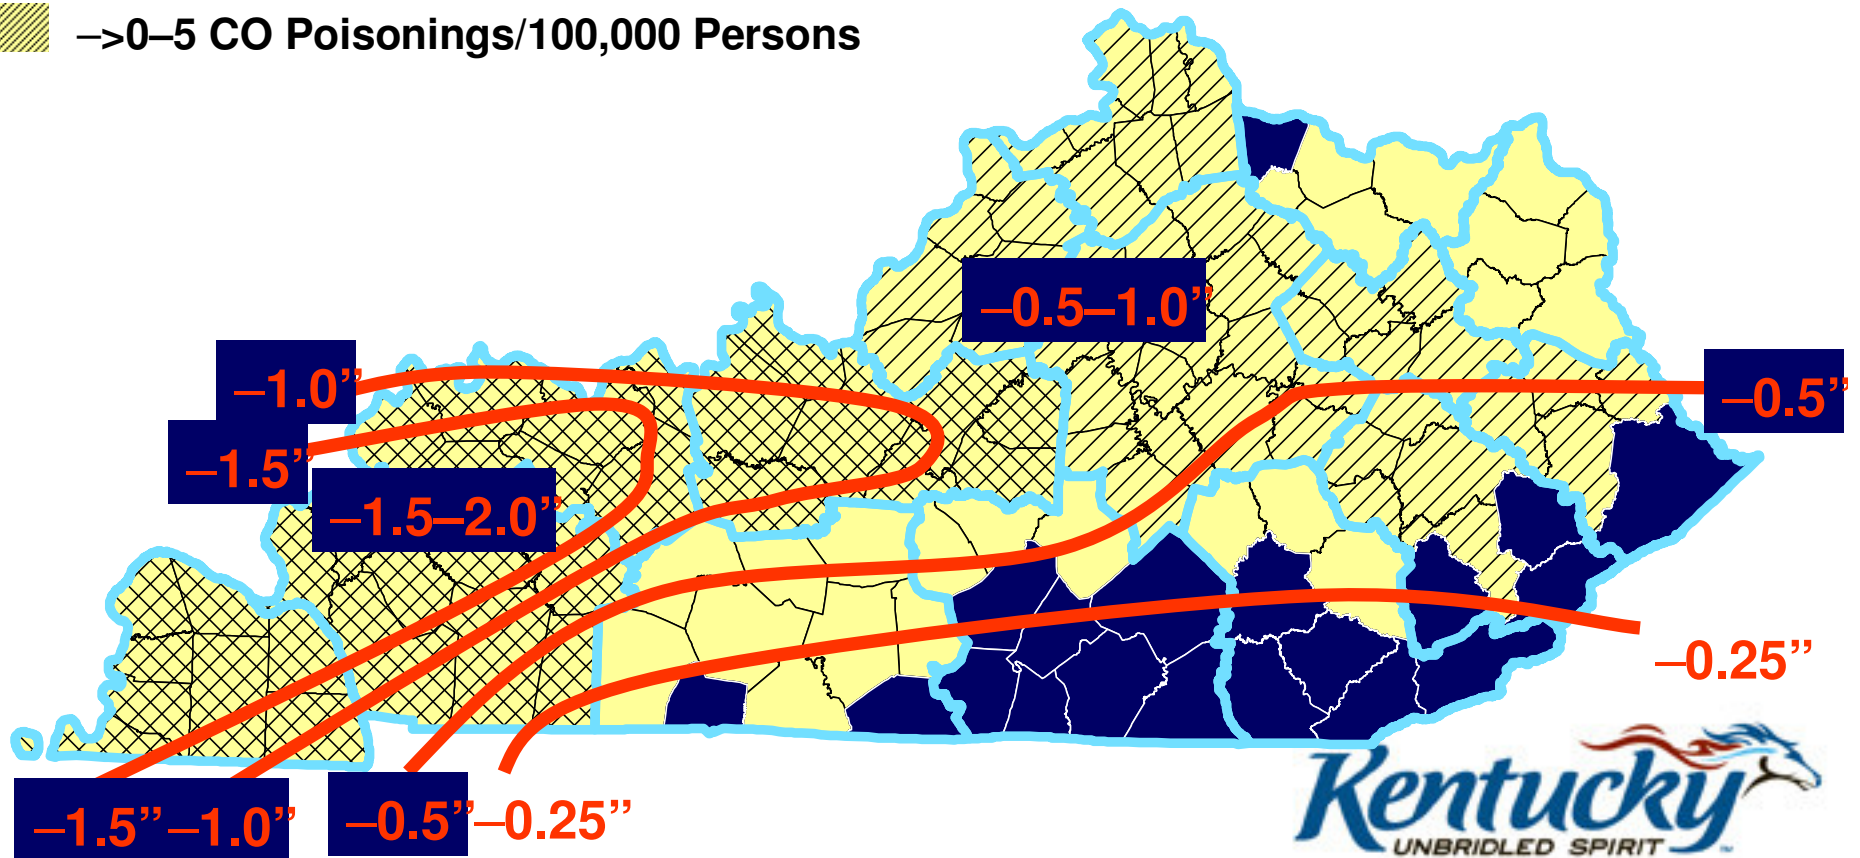 –>0–5 CO Poisonings/100,000 Persons
–0.5–1.0”
–1.0”
–0.5”
–1.5”
–1.5–2.0”
–0.25”
–1.5” –1.0” –0.5” –0.25”
Kentucky
UNBRIDLED SPIRIT